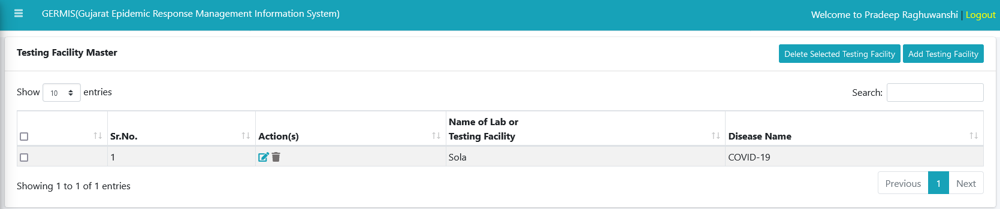 GERMIS(Gujarat Epidemic Response Management Information System)
Welcome to Pradeep Raghuwanshi | Logout
Testing Facility Master
Delete Selected Testing Facility
Add Testing Facility
Show 10 entries
Search:
Sr.No.
Action(s)
Name of Lab or
Testing Facility
Disease Name
1
Sola
COVID-19
Showing 1 to 1 of 1 entries
Previous
1
Next